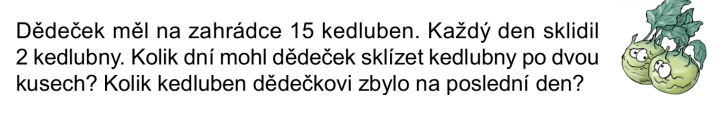 Dědeček měl na zahrádce 15 kedluben. Každý den sklidil
2 kedlubny. Kolik dní mohl dědeček sklízet kedlubny po dvou
kusech? Kolik kedluben dědečkovi zbylo na poslední den?